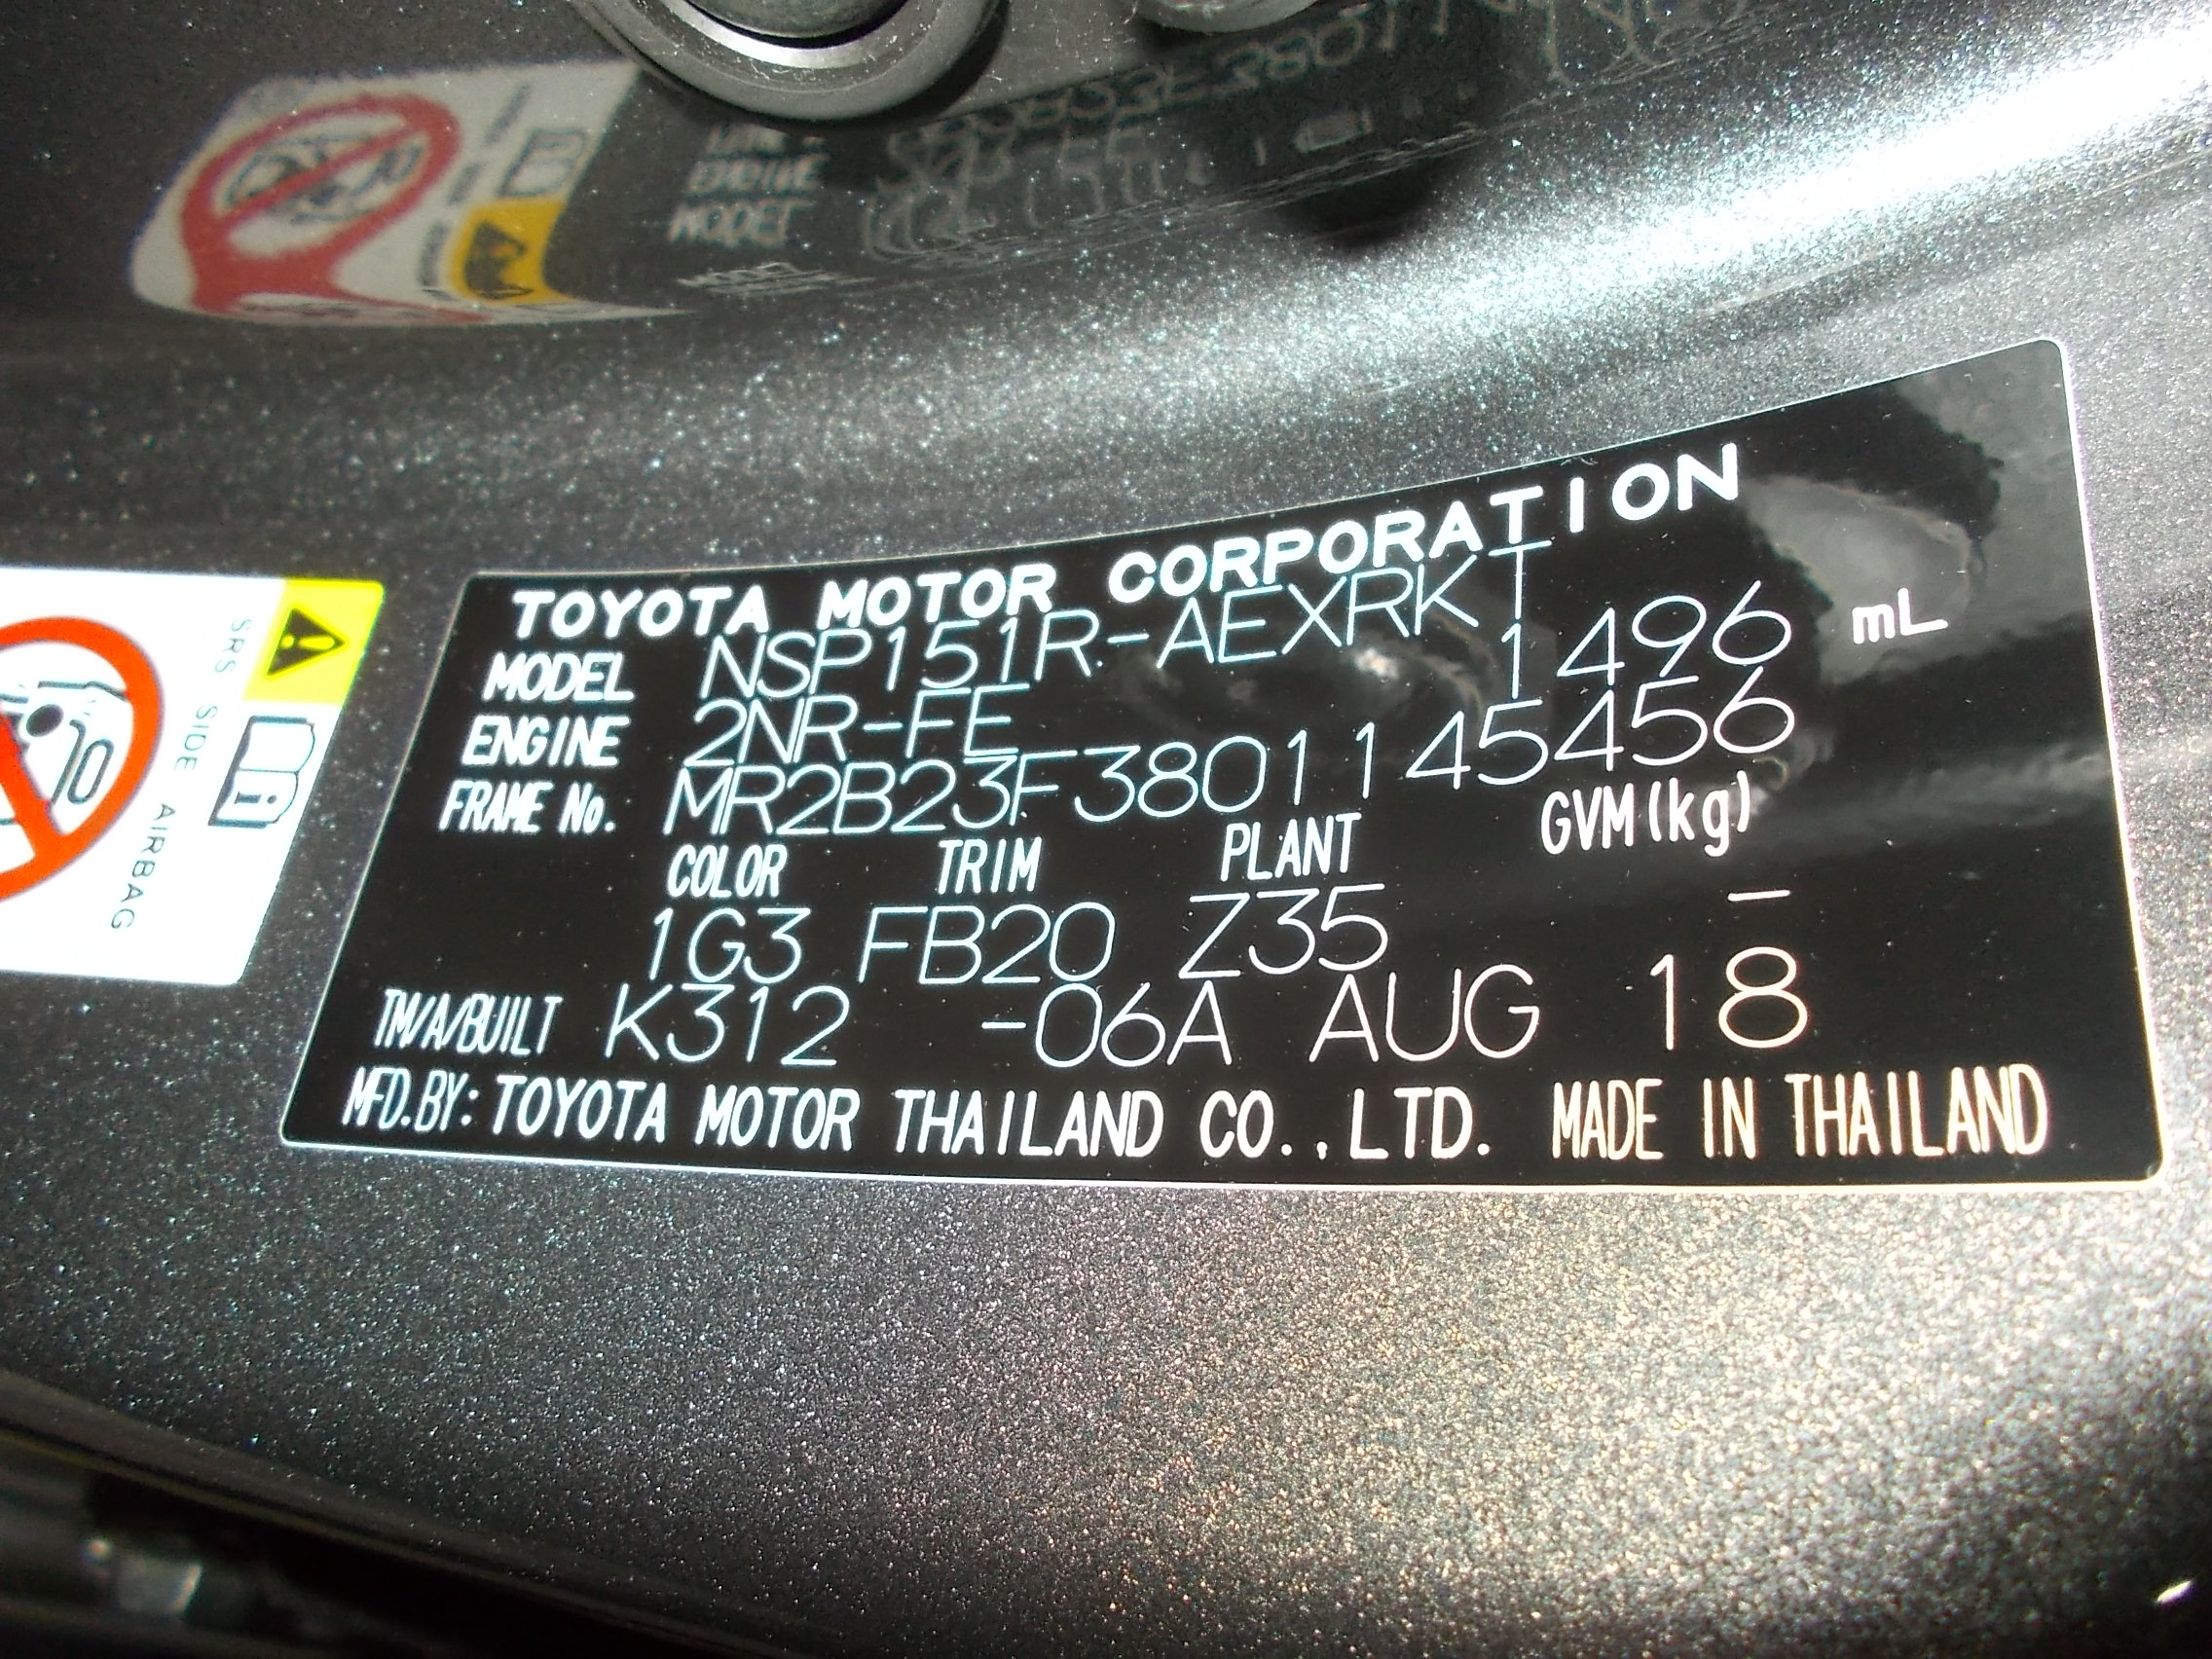 TOYOTA MOTOR CORPORATION
MODEL NSP151R-AEXRKT
ENGINE 2NR-FE 1496 mL
FRAME No. MR2B23F3801145456
COLOR TRIM PLANT GVM(kg)
1G3 FB20 Z35 –
TM/A/BUILT K312 -06A AUG 18
MFD.BY: TOYOTA MOTOR THAILAND CO.,LTD. MADE IN THAILAND
SRS SIDE AIRBAG